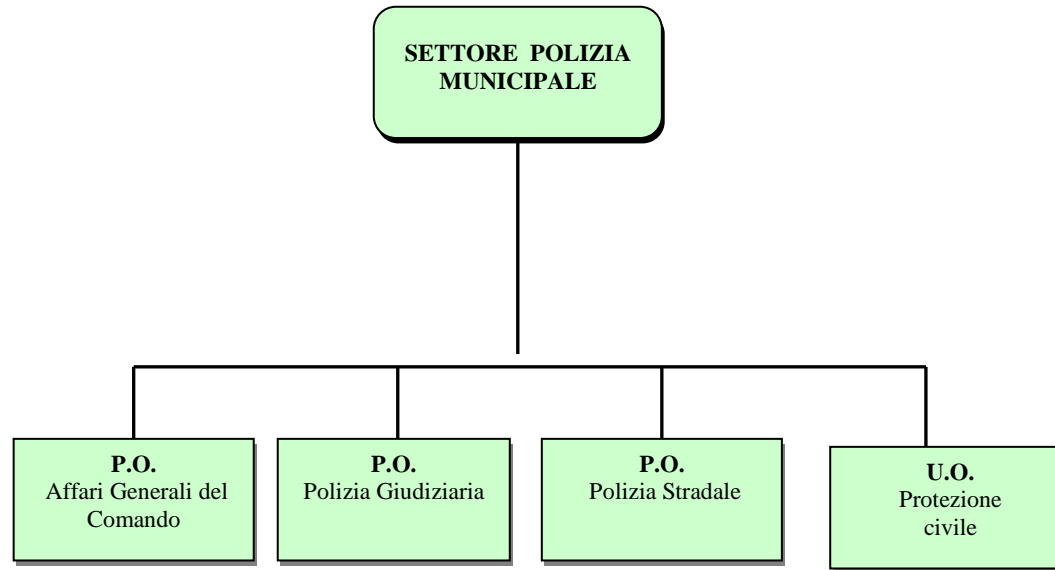 SETTORE POLIZIA
MUNICIPALE
P.O.
Affari Generali del
Comando
P.O.
Polizia Giudiziaria
P.O.
Polizia Stradale
U.O.
Protezione
civile